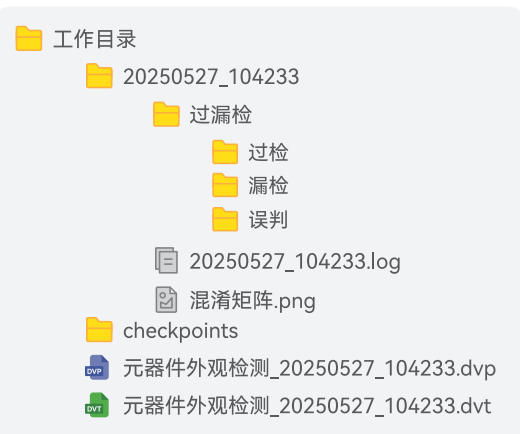 工作目录
20250527_104233
过漏检
过检
漏检
误判
20250527_104233.log
混淆矩阵.png
checkpoints
DVP 元器件外观检测_20250527_104233.dvp
DVT 元器件外观检测_20250527_104233.dvt